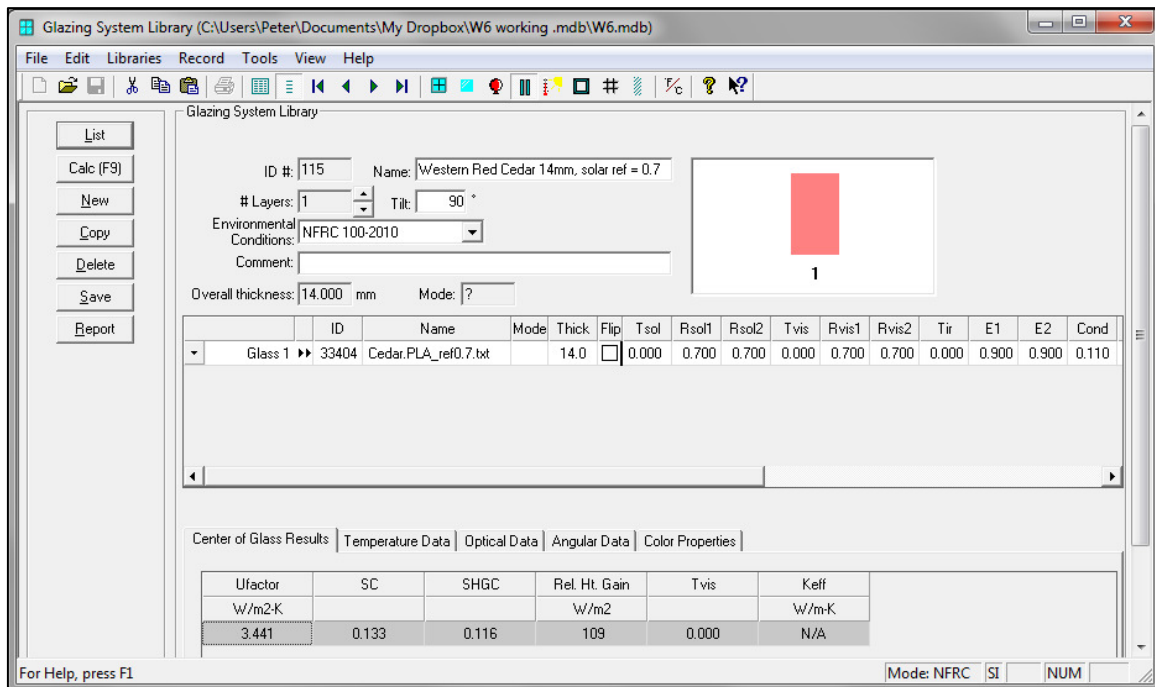 Glazing System Library (C:\Users\Peter\Documents\My Dropbox\W6 working .mdb\W6.mdb)
File Edit Libraries Record Tools View Help
Glazing System Library
List
Calc (F9)
New
Copy
Delete
Save
Report
ID #: 115 Name: Western Red Cedar 14mm, solar ref = 0.7
# Layers: 1 Tilt: 90 °
Environmental Conditions: NFRC 100-2010
Comment:
Overall thickness: 14.000 mm Mode: ?
1
ID Name Mode Thick Flip Tsol Rsol1 Rsol2 Tvis Rvis1 Rvis2 Tir E1 E2 Cond
Glass 1 33404 Cedar.PLA_ref0.7.txt 14.0 0.000 0.700 0.700 0.000 0.700 0.700 0.000 0.900 0.900 0.110
Center of Glass Results Temperature Data Optical Data Angular Data Color Properties
Ufactor SC SHGC Rel. Ht. Gain Tvis Keff
W/m2-K W/m2 W/m-K
3.441 0.133 0.116 109 0.000 N/A
For Help, press F1 Mode: NFRC SI NUM